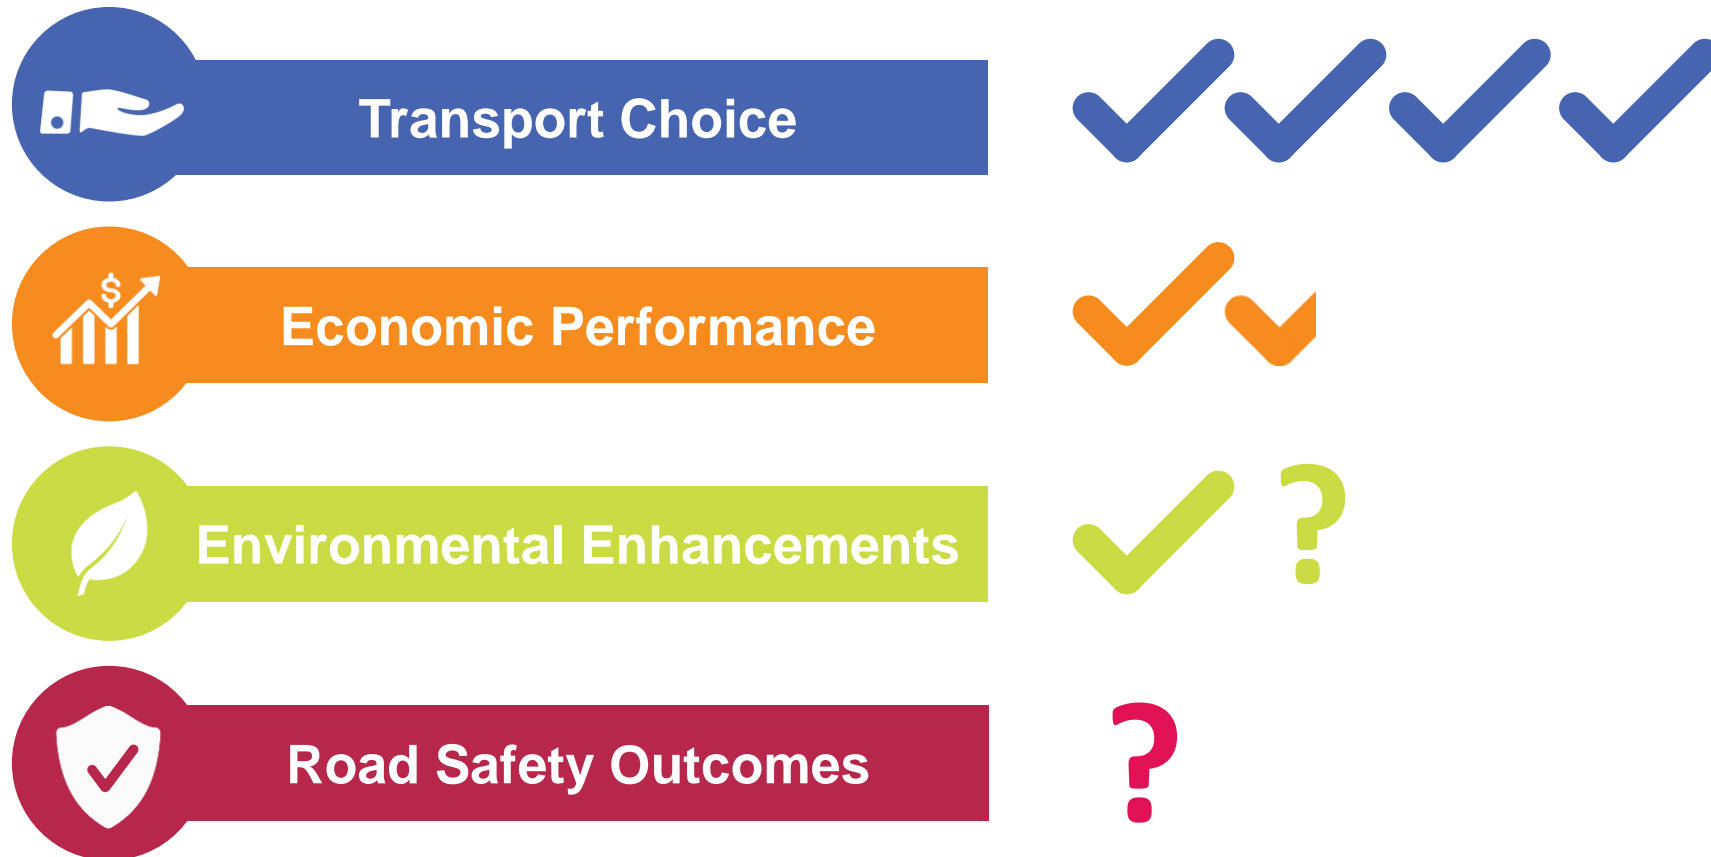 Transport Choice
$
Economic Performance
Environmental Enhancements
?
Road Safety Outcomes
?